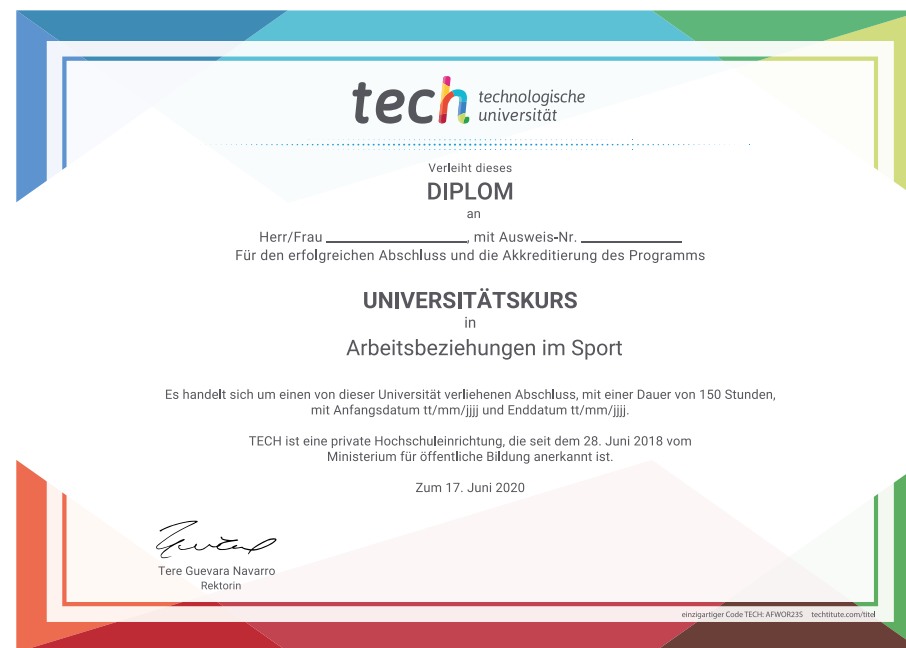 tech technologische
universität
Verleiht dieses
DIPLOM
an
Herr/Frau ____________________, mit Ausweis-Nr. ______________
Für den erfolgreichen Abschluss und die Akkreditierung des Programms
UNIVERSITÄTSKURS
in
Arbeitsbeziehungen im Sport
Es handelt sich um einen von dieser Universität verliehenen Abschluss, mit einer Dauer von 150 Stunden,
mit Anfangsdatum tt/mm/jjjj und Enddatum tt/mm/jjjj.
TECH ist eine private Hochschuleinrichtung, die seit dem 28. Juni 2018 vom
Ministerium für öffentliche Bildung anerkannt ist.
Zum 17. Juni 2020
Tere Guevara Navarro
Rektorin
einzigartiger Code TECH: AFWOR23S techtitute.com/titel